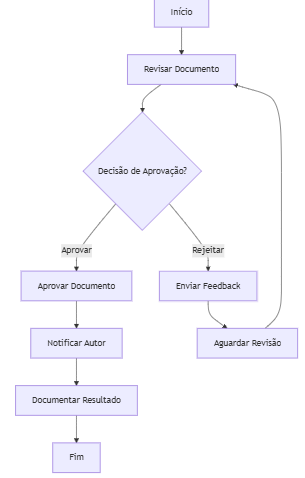 Início
Revisar Documento
Decisão de Aprovação?
Aprovar
Rejeitar
Aprovar Documento
Enviar Feedback
Notificar Autor
Aguardar Revisão
Documentar Resultado
Fim